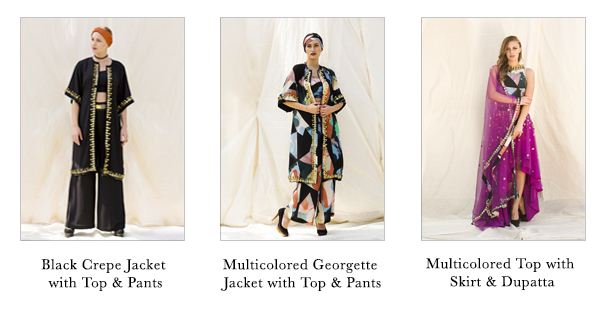 Black Crepe Jacket
with Top & Pants
Multicolored Georgette
Jacket with Top & Pants
Multicolored Top with
Skirt & Dupatta